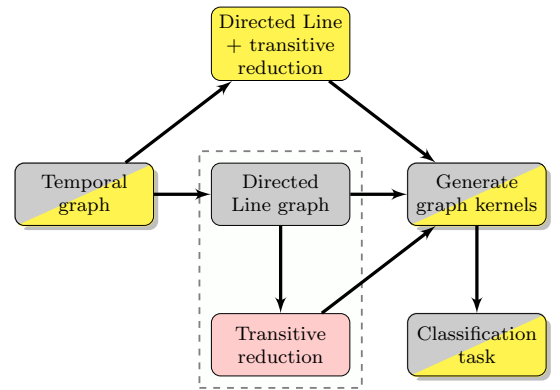 Directed Line
+ transitive
reduction
Temporal
graph
Directed
Line graph
Generate
graph kernels
Transitive
reduction
Classification
task